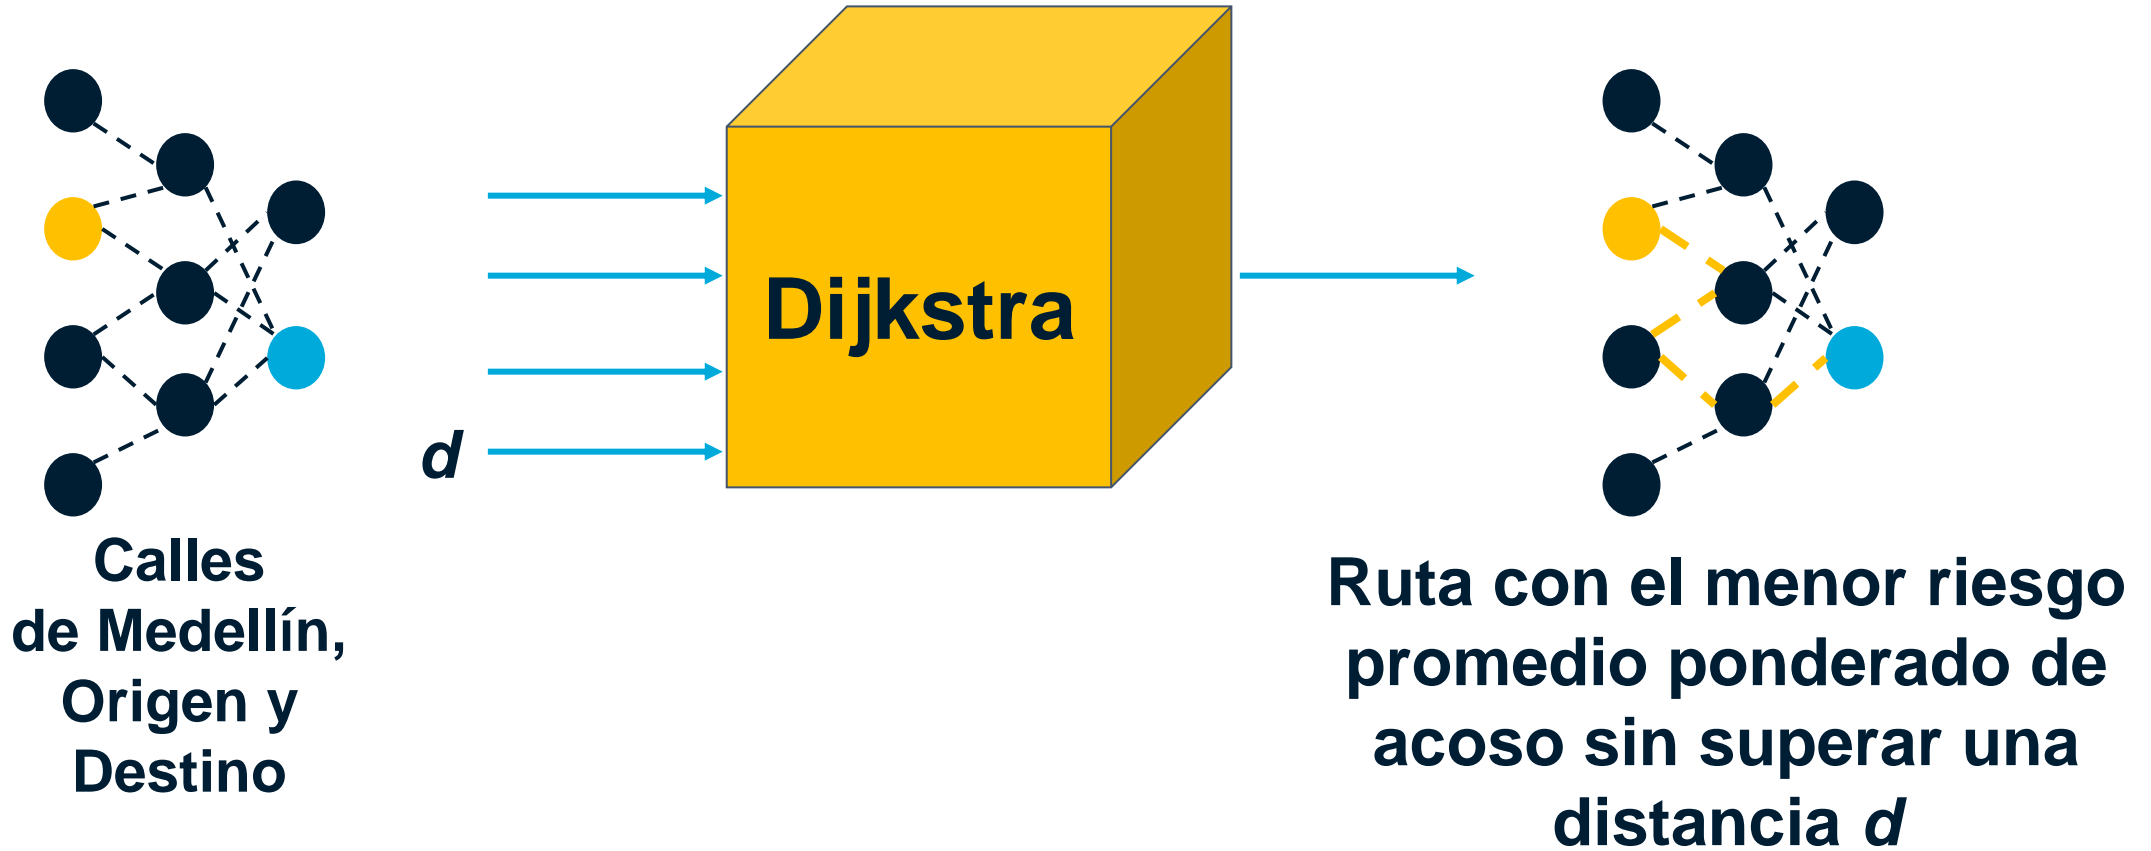 Calles
de Medellín,
Origen y
Destino
d
Dijkstra
Ruta con el menor riesgo
promedio ponderado de
acoso sin superar una
distancia d